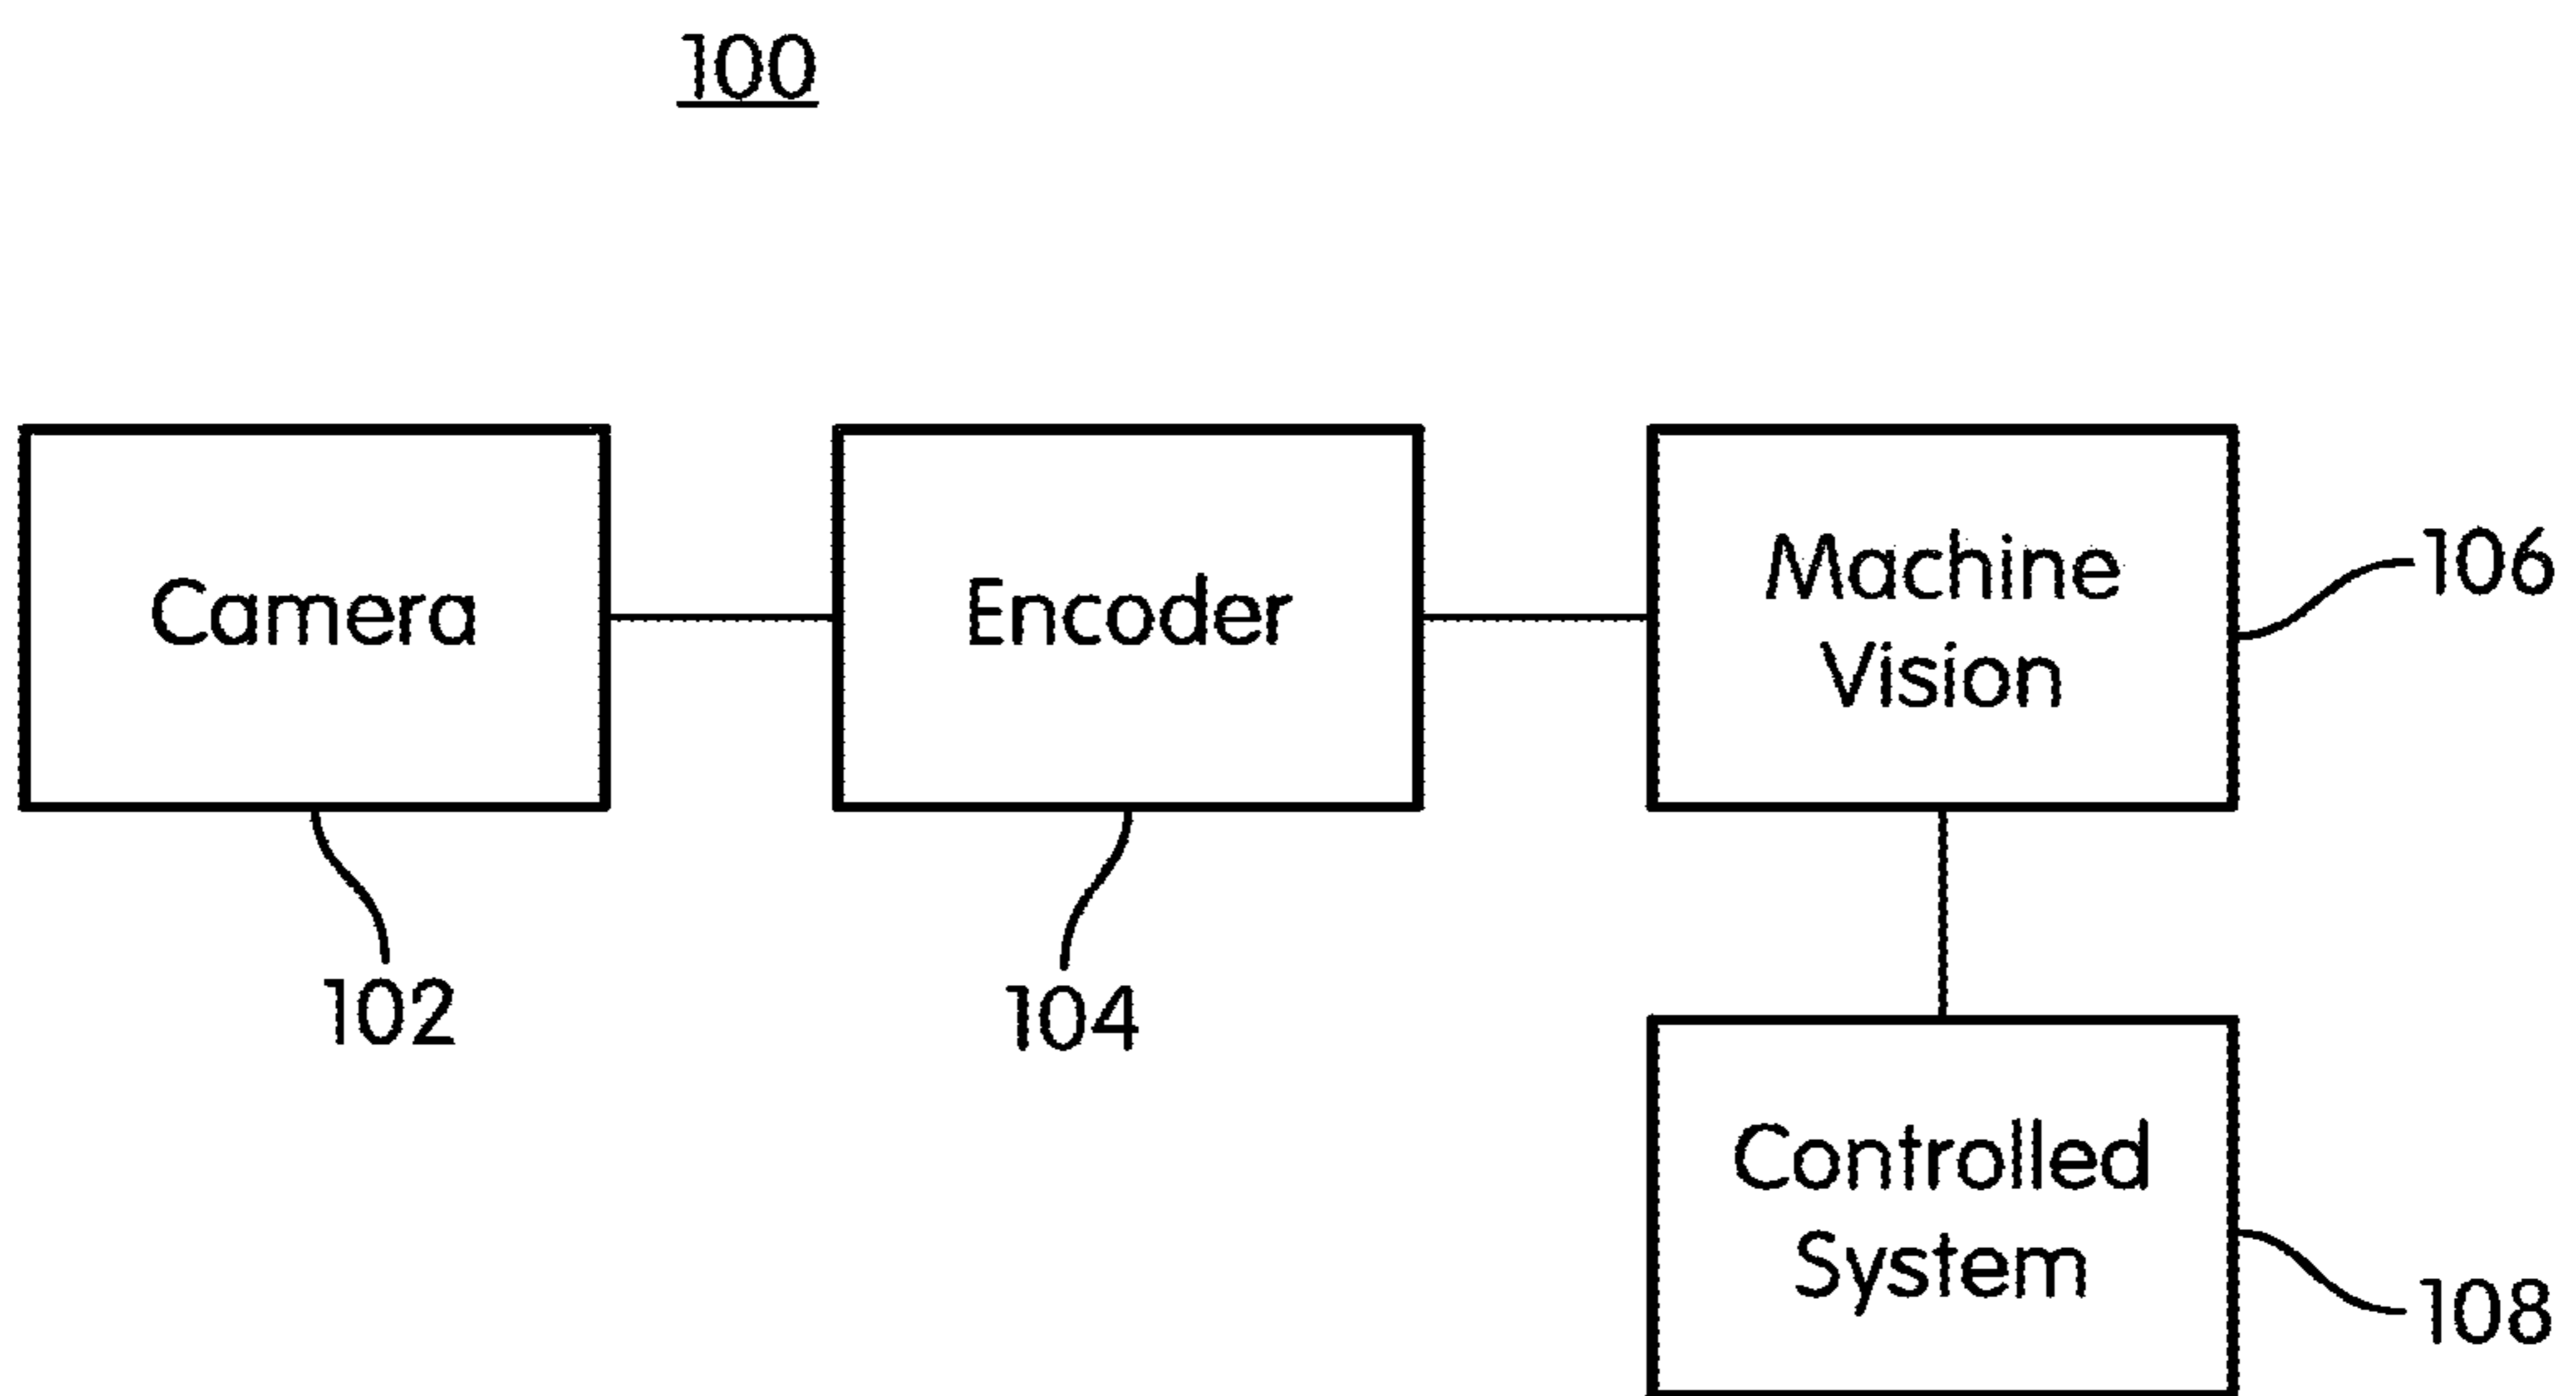 100
Camera
Encoder
Machine
Vision
106
102
104
Controlled
System
108